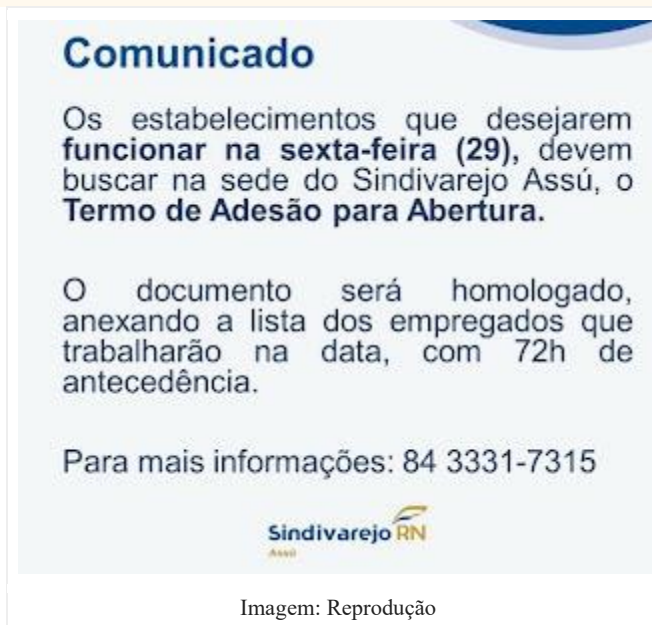 Comunicado
Os estabelecimentos que desejarem
funcionar na sexta-feira (29), devem
buscar na sede do Sindivarejo Assú, o
Termo de Adesão para Abertura.
O documento será homologado,
anexando a lista dos empregados que
trabalharão na data, com 72h de
antecedência.
Para mais informações: 84 3331-7315
Sindivarejo RN
Assú
Imagem: Reprodução